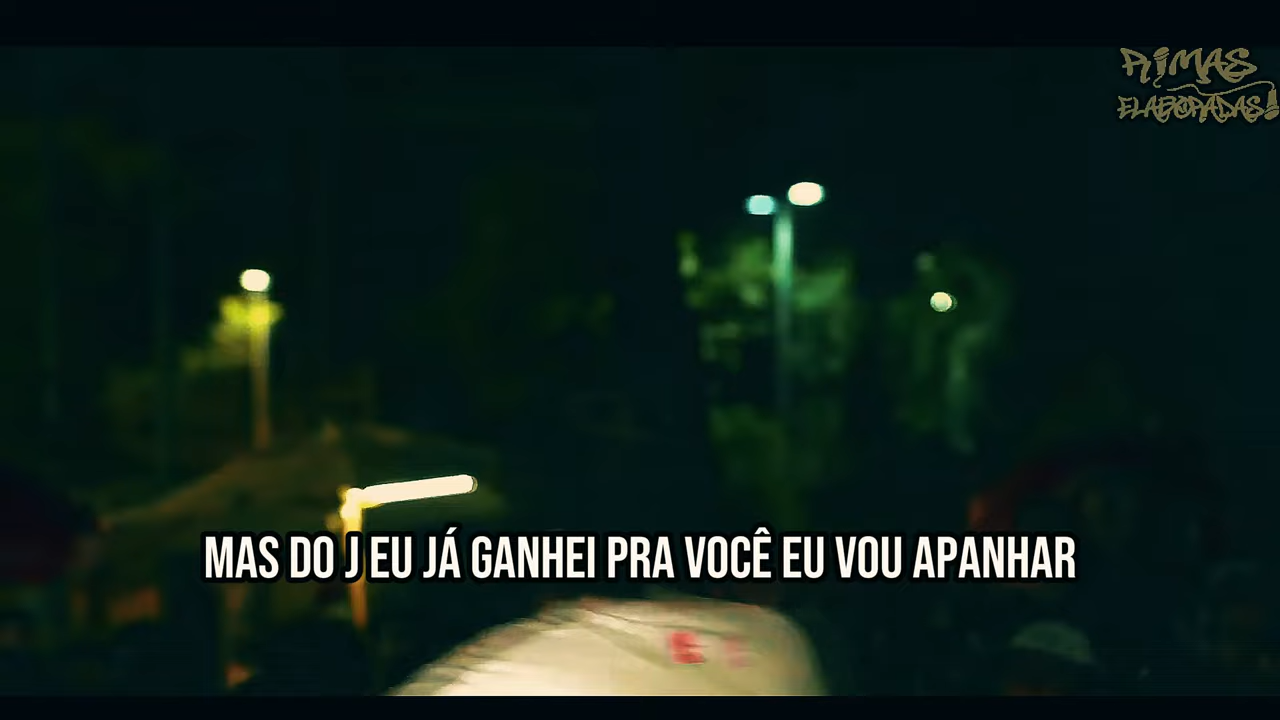 RIMAS
ELABORADAS!
MAS DO J EU JÁ GANHEI PRA VOCÊ EU VOU APANHAR